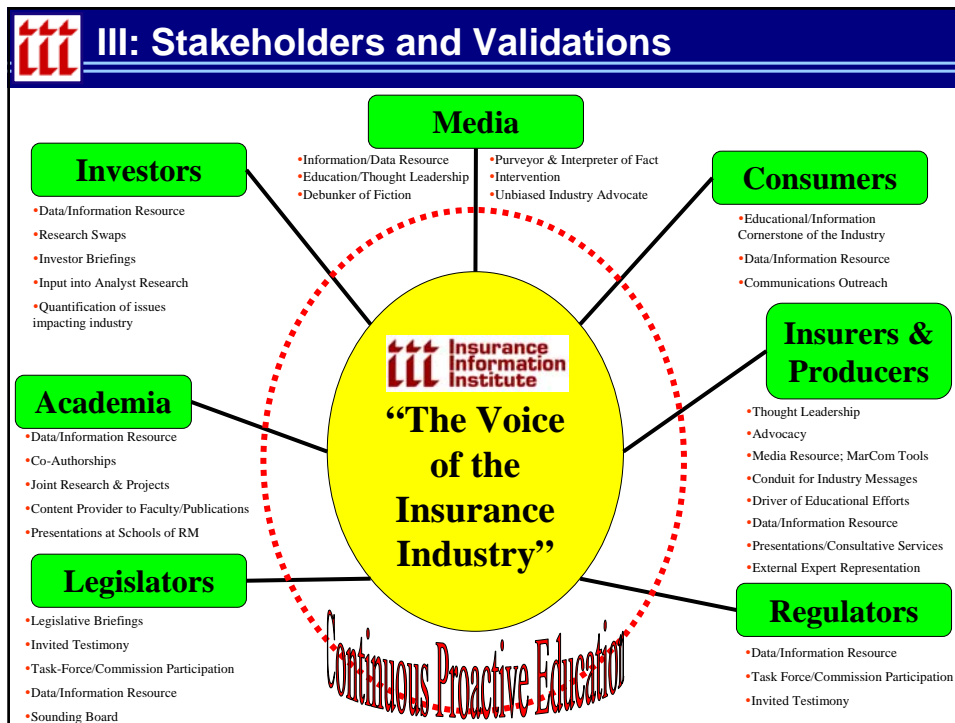 iii III: Stakeholders and Validations
Media
•Information/Data Resource
•Education/Thought Leadership
•Debunker of Fiction
•Purveyor & Interpreter of Fact
•Intervention
•Unbiased Industry Advocate
Investors
•Data/Information Resource
•Research Swaps
•Investor Briefings
•Input into Analyst Research
•Quantification of issues
impacting industry
Consumers
•Educational/Information
Cornerstone of the Industry
•Data/Information Resource
•Communications Outreach
iii Insurance
Information
Institute
“The Voice
of the
Insurance
Industry”
Insurers &
Producers
•Thought Leadership
•Advocacy
•Media Resource; MarCom Tools
•Conduit for Industry Messages
•Driver of Educational Efforts
•Data/Information Resource
•Presentations/Consultative Services
•External Expert Representation
Academia
•Data/Information Resource
•Co-Authorships
•Joint Research & Projects
•Content Provider to Faculty/Publications
•Presentations at Schools of RM
Legislators
•Legislative Briefings
•Invited Testimony
•Task-Force/Commission Participation
•Data/Information Resource
•Sounding Board
Regulators
•Data/Information Resource
•Task Force/Commission Participation
•Invited Testimony
Continuous Proactive Education